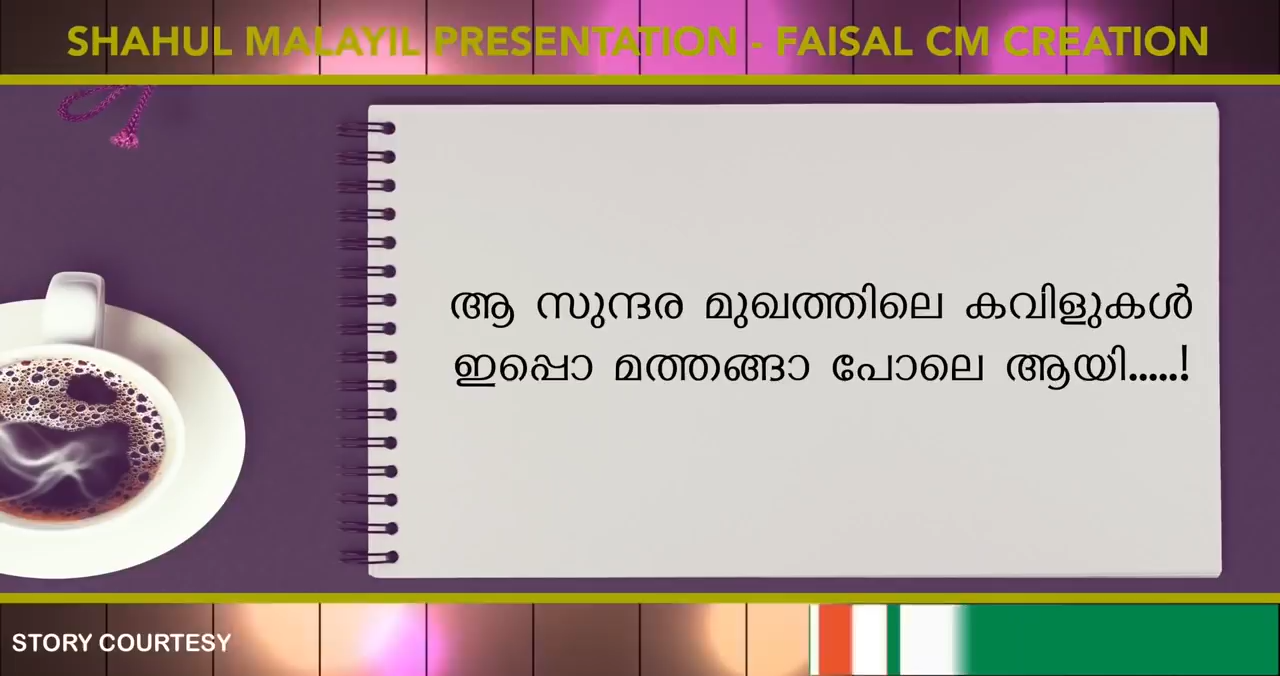 SHAHUL MALAYIL PRESENTATION - FAISAL CM CREATION
ആ സുന്ദര മുഖത്തിലെ കവിളുകൾ
ഇപ്പൊ മത്തങ്ങാ പോലെ ആയി.....!
STORY COURTESY